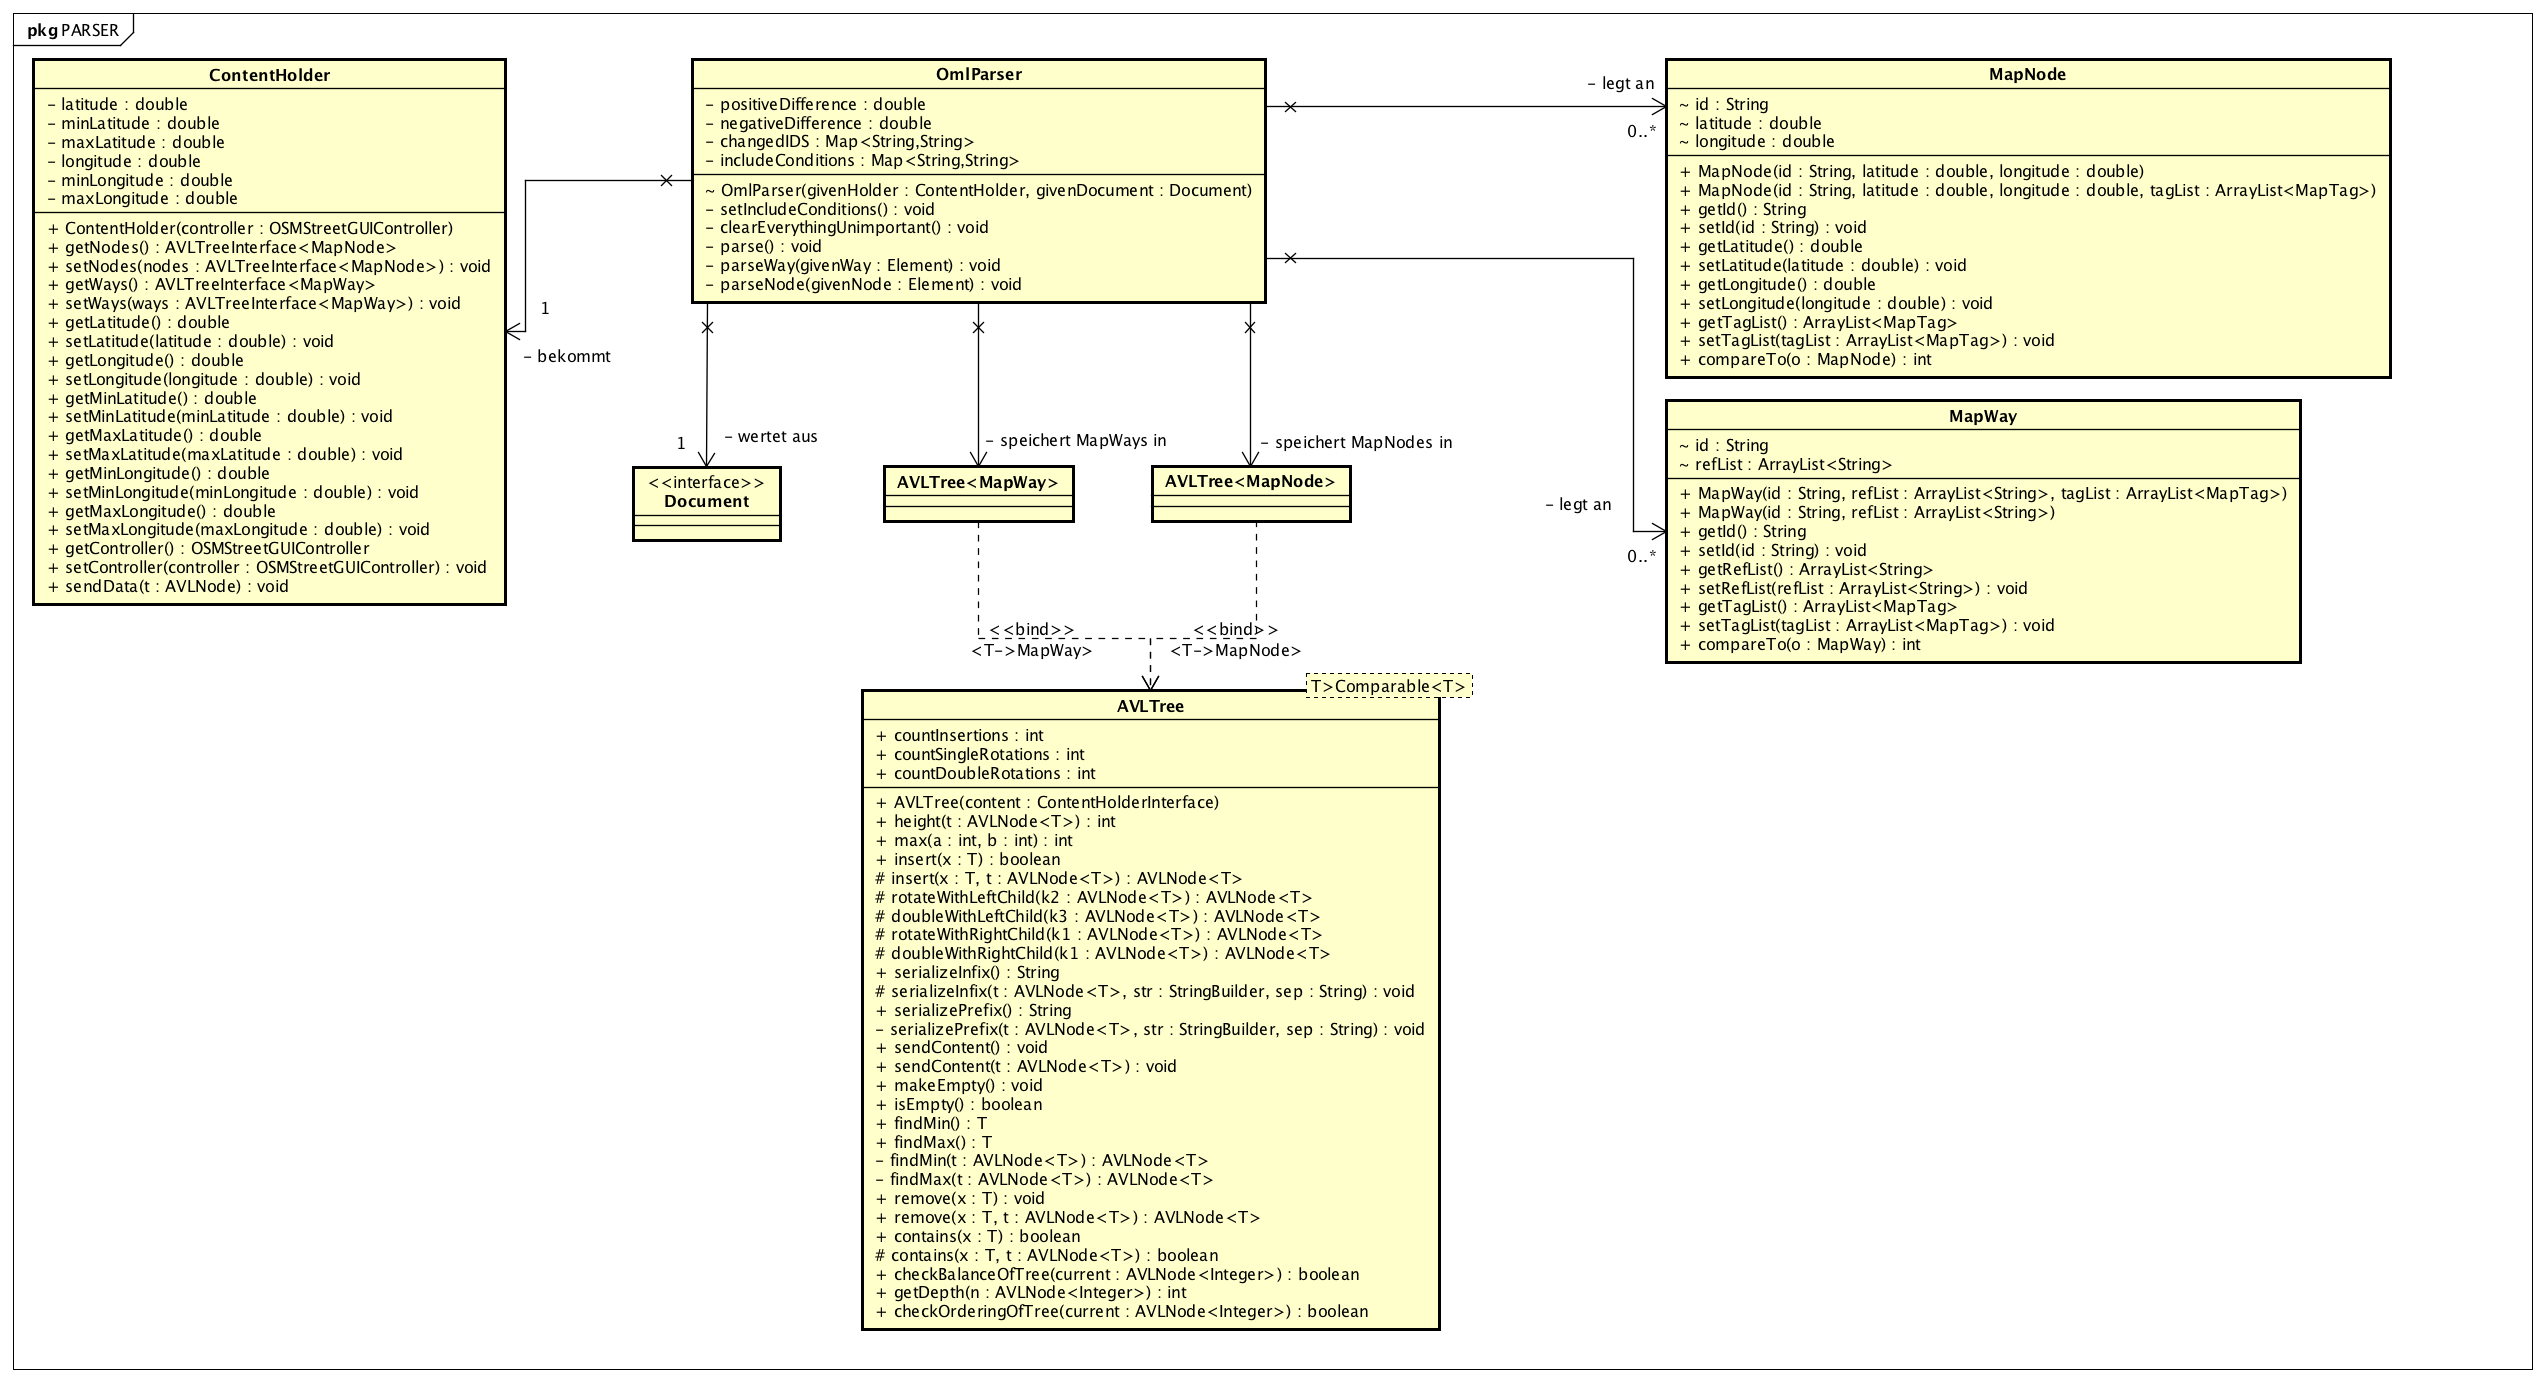 pkg PARSER
ContentHolder
- latitude : double
- minLatitude : double
- maxLatitude : double
- longitude : double
- minLongitude : double
- maxLongitude : double
+ ContentHolder(controller : OSMStreetGUIController)
+ getNodes() : AVLTreeInterface<MapNode>
+ setNodes(nodes : AVLTreeInterface<MapNode>) : void
+ getWays() : AVLTreeInterface<MapWay>
+ setWays(ways : AVLTreeInterface<MapWay>) : void
+ getLatitude() : double
+ setLatitude(latitude : double) : void
+ getLongitude() : double
+ setLongitude(longitude : double) : void
+ getMinLatitude() : double
+ setMinLatitude(minLatitude : double) : void
+ getMaxLatitude() : double
+ setMaxLatitude(maxLatitude : double) : void
+ getMinLongitude() : double
+ setMinLongitude(minLongitude : double) : void
+ getMaxLongitude() : double
+ setMaxLongitude(maxLongitude : double) : void
+ getController() : OSMStreetGUIController
+ setController(controller : OSMStreetGUIController) : void
+ sendData(t : AVLNode) : void
1
- bekommt
OmlParser
- positiveDifference : double
- negativeDifference : double
- changedIDS : Map<String,String>
- includeConditions : Map<String,String>
~ OmlParser(givenHolder : ContentHolder, givenDocument : Document)
- setIncludeConditions() : void
- clearEverythingUnimportant() : void
- parse() : void
- parseWay(givenWay : Element) : void
- parseNode(givenNode : Element) : void
- legt an
0..*
MapNode
~ id : String
~ latitude : double
~ longitude : double
+ MapNode(id : String, latitude : double, longitude : double)
+ MapNode(id : String, latitude : double, longitude : double, tagList : ArrayList<MapTag>)
+ getId() : String
+ setId(id : String) : void
+ getLatitude() : double
+ setLatitude(latitude : double) : void
+ getLongitude() : double
+ setLongitude(longitude : double) : void
+ getTagList() : ArrayList<MapTag>
+ setTagList(tagList : ArrayList<MapTag>) : void
+ compareTo(o : MapNode) : int
- legt an
0..*
MapWay
~ id : String
~ refList : ArrayList<String>
+ MapWay(id : String, refList : ArrayList<String>, tagList : ArrayList<MapTag>)
+ MapWay(id : String, refList : ArrayList<String>)
+ getId() : String
+ setId(id : String) : void
+ getRefList() : ArrayList<String>
+ setRefList(refList : ArrayList<String>) : void
+ getTagList() : ArrayList<MapTag>
+ setTagList(tagList : ArrayList<MapTag>) : void
+ compareTo(o : MapWay) : int
1
- wertet aus
- speichert MapWays in
- speichert MapNodes in
<<interface>>
Document
AVLTree<MapWay>
AVLTree<MapNode>
<<bind>>
<T->MapWay>
<<bind>>
<T->MapNode>
T>Comparable<T>
AVLTree
+ countInsertions : int
+ countSingleRotations : int
+ countDoubleRotations : int
+ AVLTree(content : ContentHolderInterface)
+ height(t : AVLNode<T>) : int
+ max(a : int, b : int) : int
+ insert(x : T) : boolean
# insert(x : T, t : AVLNode<T>) : AVLNode<T>
# rotateWithLeftChild(k2 : AVLNode<T>) : AVLNode<T>
# doubleWithLeftChild(k3 : AVLNode<T>) : AVLNode<T>
# rotateWithRightChild(k1 : AVLNode<T>) : AVLNode<T>
# doubleWithRightChild(k1 : AVLNode<T>) : AVLNode<T>
+ serializeInfix() : String
# serializeInfix(t : AVLNode<T>, str : StringBuilder, sep : String) : void
+ serializePrefix() : String
- serializePrefix(t : AVLNode<T>, str : StringBuilder, sep : String) : void
+ sendContent() : void
+ sendContent(t : AVLNode<T>) : void
+ makeEmpty() : void
+ isEmpty() : boolean
+ findMin() : T
+ findMax() : T
- findMin(t : AVLNode<T>) : AVLNode<T>
- findMax(t : AVLNode<T>) : AVLNode<T>
+ remove(x : T) : void
+ remove(x : T, t : AVLNode<T>) : AVLNode<T>
+ contains(x : T) : boolean
# contains(x : T, t : AVLNode<T>) : boolean
+ checkBalanceOfTree(current : AVLNode<Integer>) : boolean
+ getDepth(n : AVLNode<Integer>) : int
+ checkOrderingOfTree(current : AVLNode<Integer>) : boolean